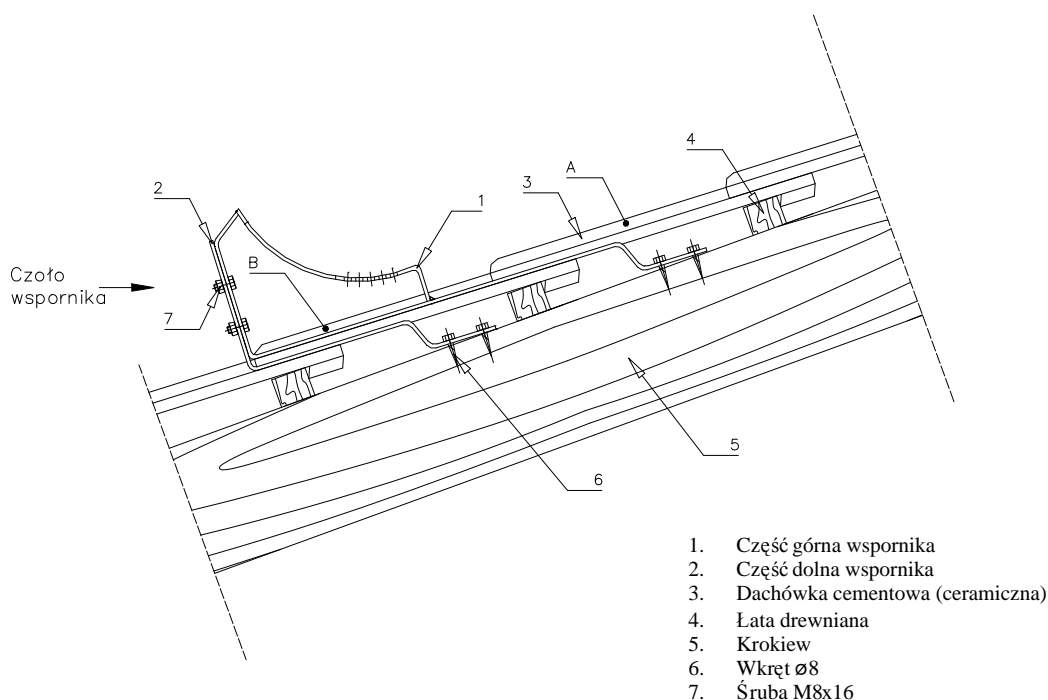 4
A
3
2
1
B
Czoło
wspornika
7
5
6
1. Część górna wspornika
2. Część dolna wspornika
3. Dachówka cementowa (ceramiczna)
4. Łata drewniana
5. Krokiew
6. Wkręt ø8
7. Śruba M8x16